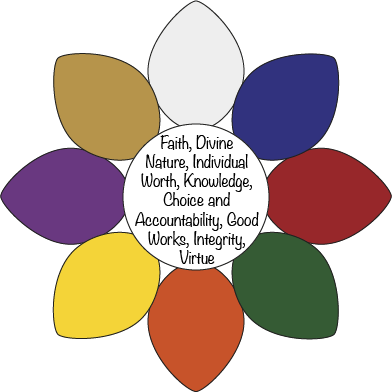 Faith, Divine
Nature, Individual
Worth, Knowledge,
Choice and
Accountability, Good
Works, Integrity,
Virtue